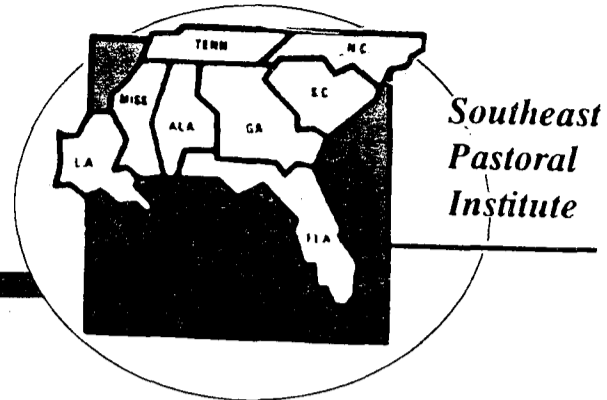 TENN
N.C.
MISS
ALA
GA
S.C.
LA
FLA
Southeast
Pastoral
Institute